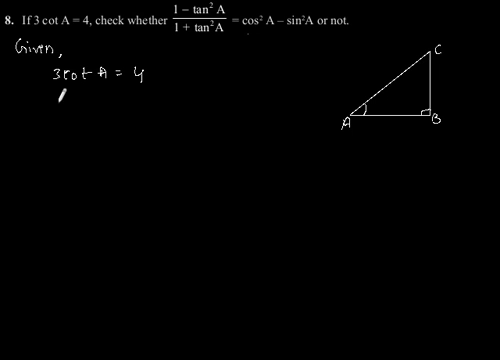 8. If 3 cot A = 4, check whether (1 – tan² A)/(1 + tan² A) = cos² A – sin²A or not.
Given,
3cot A = 4
C
A
B